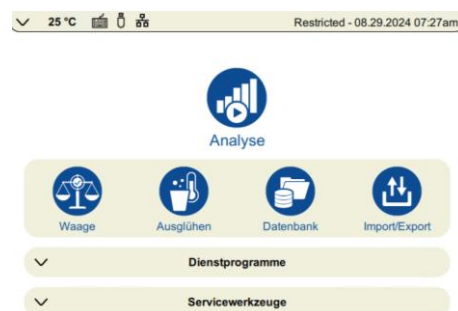 25 °C Restricted - 08.29.2024 07:27am
Analyse
Waage Ausglühen Datenbank Import/Export
Dienstprogramme
Servicewerkzeuge